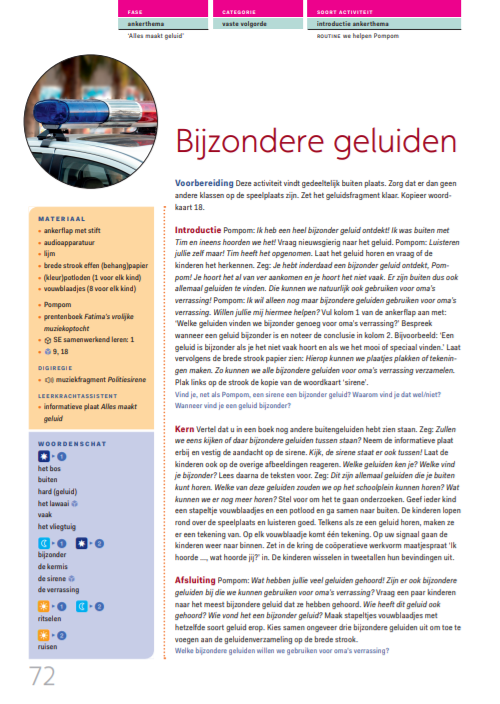 FASE
ankerthema
'Alles maakt geluid'
CATEGORIE
vaste volgorde
SOORT ACTIVITEIT
introductie ankerthema
ROUTINE we helpen Pompom
Bijzondere geluiden
Voorbereiding Deze activiteit vindt gedeeltelijk buiten plaats. Zorg dat er dan geen
andere klassen op de speelplaats zijn. Zet het geluidsfragment klaar. Kopieer woord-
kaart 18.
Introductie Pompom: Ik heb een heel bijzonder geluid ontdekt! Ik was buiten met
Tim en ineens hoorden we het! Vraag nieuwsgierig naar het geluid. Pompom: Luisteren
jullie zelf maar! Tim heeft het opgenomen. Laat het geluid horen en vraag of de
kinderen het herkennen. Zeg: Je hebt inderdaad een bijzonder geluid ontdekt, Pom-
pom! Je hoort het al van ver aankomen en je hoort het niet vaak. Er zijn buiten dus ook
allemaal geluiden te vinden. Die kunnen we natuurlijk ook gebruiken voor oma's
verrassing! Pompom: Ik wil alleen nog maar bijzondere geluiden gebruiken voor oma's
verrassing. Willen jullie mij hiermee helpen? Vul kolom 1 van de ankerflap aan met:
'Welke geluiden vinden we bijzonder genoeg voor oma's verrassing?' Bespreek
wanneer een geluid bijzonder is en noteer de conclusie in kolom 2. Bijvoorbeeld: 'Een
geluid is bijzonder als je het niet vaak hoort en als we het mooi of speciaal vinden.' Laat
vervolgens de brede strook papier zien: Hierop kunnen we plaatjes plakken of tekenin-
gen maken. Zo kunnen we alle bijzondere geluiden voor oma's verrassing verzamelen.
Plak links op de strook de kopie van de woordkaart 'sirene'.
Vind je, net als Pompom, een sirene een bijzonder geluid? Waarom vind je dat wel/niet?
Wanneer vind je een geluid bijzonder?
Kern Vertel dat u in een boek nog andere buitengeluiden hebt zien staan. Zeg: Zullen
we eens kijken of daar bijzondere geluiden tussen staan? Neem de informatieve plaat
erbij en vestig de aandacht op de sirene. Kijk, de sirene staat er ook tussen! Laat de
kinderen ook op de overige afbeeldingen reageren. Welke geluiden ken je? Welke vind
je bijzonder? Lees daarna de teksten voor. Zeg: Dit zijn allemaal geluiden die je buiten
kunt horen. Welke van deze geluiden zouden we op het schoolplein kunnen horen? Wat
kunnen we er nog meer horen? Stel voor om het te gaan onderzoeken. Geef ieder kind
een stapeltje vouwblaadjes en een potlood en ga samen naar buiten. De kinderen lopen
rond over de speelplaats en luisteren goed. Telkens als ze een geluid horen, maken ze
er een tekening van. Op elk vouwblaadje komt één tekening. Op uw signaal gaan de
kinderen weer naar binnen. Zet in de kring de coöperatieve werkvorm maatjespraat 'Ik
hoorde ..., wat hoorde jij?' in. De kinderen wisselen in tweetallen hun bevindingen uit.
Afsluiting Pompom: Wat hebben jullie veel geluiden gehoord! Zijn er ook bijzondere
geluiden bij die we kunnen gebruiken voor oma's verrassing? Vraag een paar kinderen
naar het meest bijzondere geluid dat ze hebben gehoord. Wie heeft dit geluid ook
gehoord? Wie vond het een bijzonder geluid? Maak stapeltjes vouwblaadjes met
hetzelfde soort geluid erop. Kies samen ongeveer drie bijzondere geluiden uit om toe te
voegen aan de geluidenverzameling op de brede strook.
Welke bijzondere geluiden willen we gebruiken voor oma's verrassing?
MATERIAAL
• ankerflap met stift
• audioapparatuur
• lijm
• brede strook effen (behang)papier
• (kleur)potloden (1 voor elk kind)
• vouwblaadjes (8 voor elk kind)
• Pompom
• prentenboek Fatima's vrolijke
muziekoptocht
• SE samenwerkend leren: 1
• 9, 18
DIGIREGIE
• muziekfragment Politiesirene
LEERKRACHTASSISTENT
• informatieve plaat Alles maakt
geluid
WOORDENSCHAT
1
het bos
buiten
hard (geluid)
het lawaai
vaak
het vliegtuig
1 2
bijzonder
de kermis
de sirene
de verrassing
1 2
ritselen
2
ruisen
72